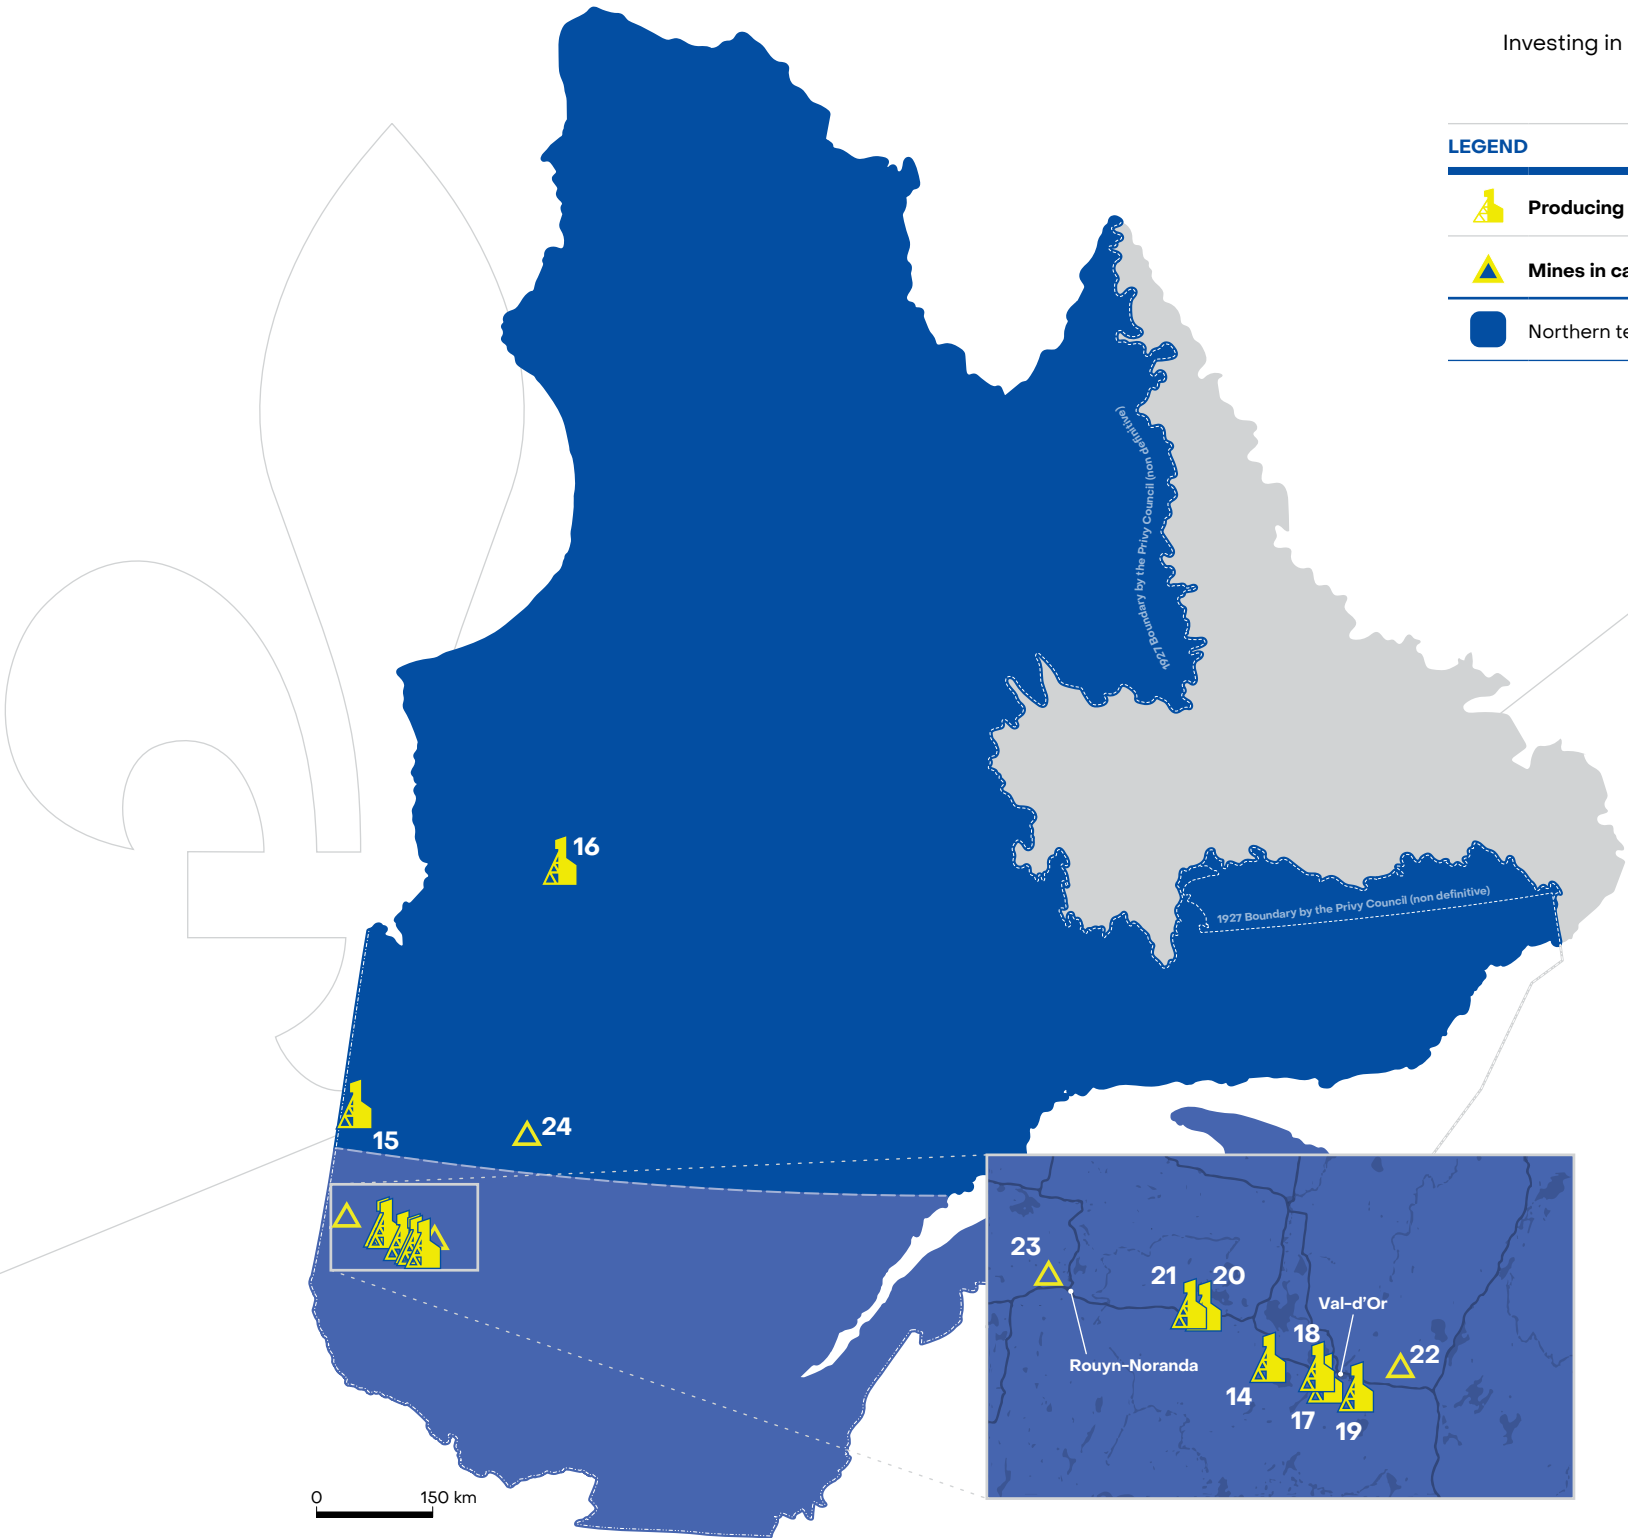 Investing in
LEGEND
Producing
Mines in ca
Northern te
1927 Boundary by the Privy Council (non definitive)
16
1927 Boundary by the Privy Council (non definitive)
24
15
23
21
20
Val-d'Or
18
22
Rouyn-Noranda
14
17
19
0
150 km